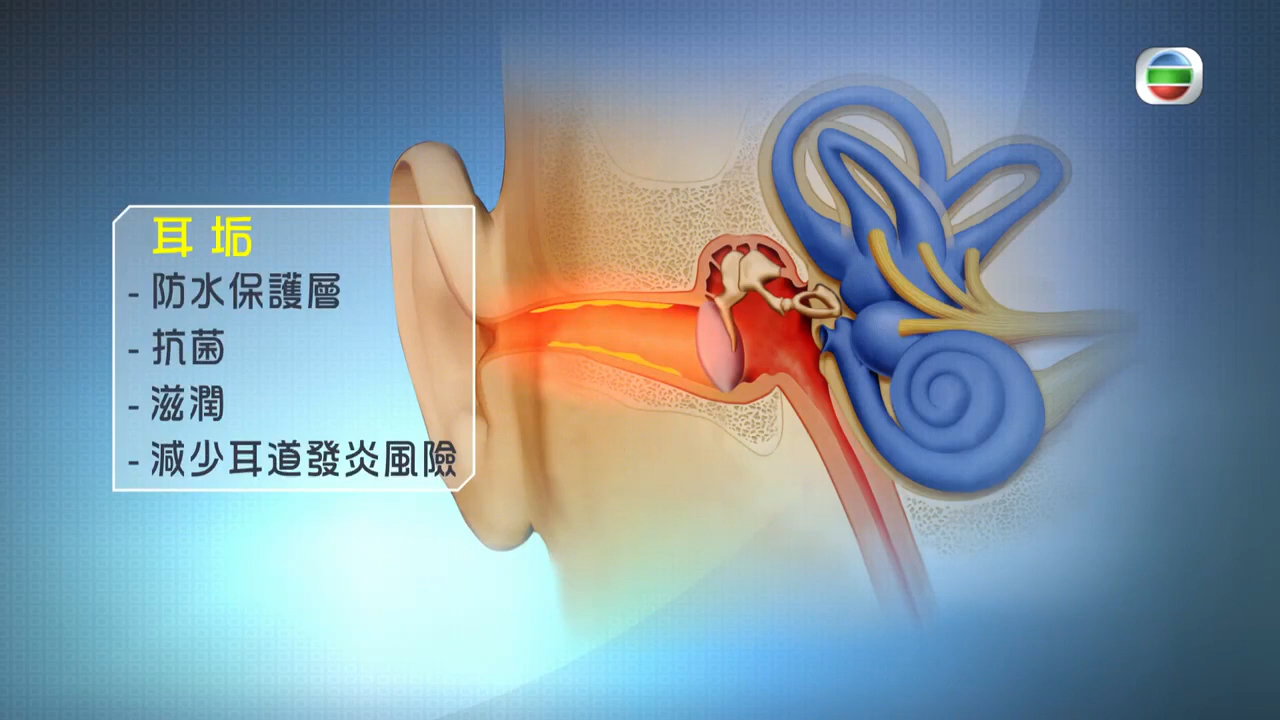 耳垢
- 防水保護層
- 抗菌
- 滋潤
- 減少耳道發炎風險